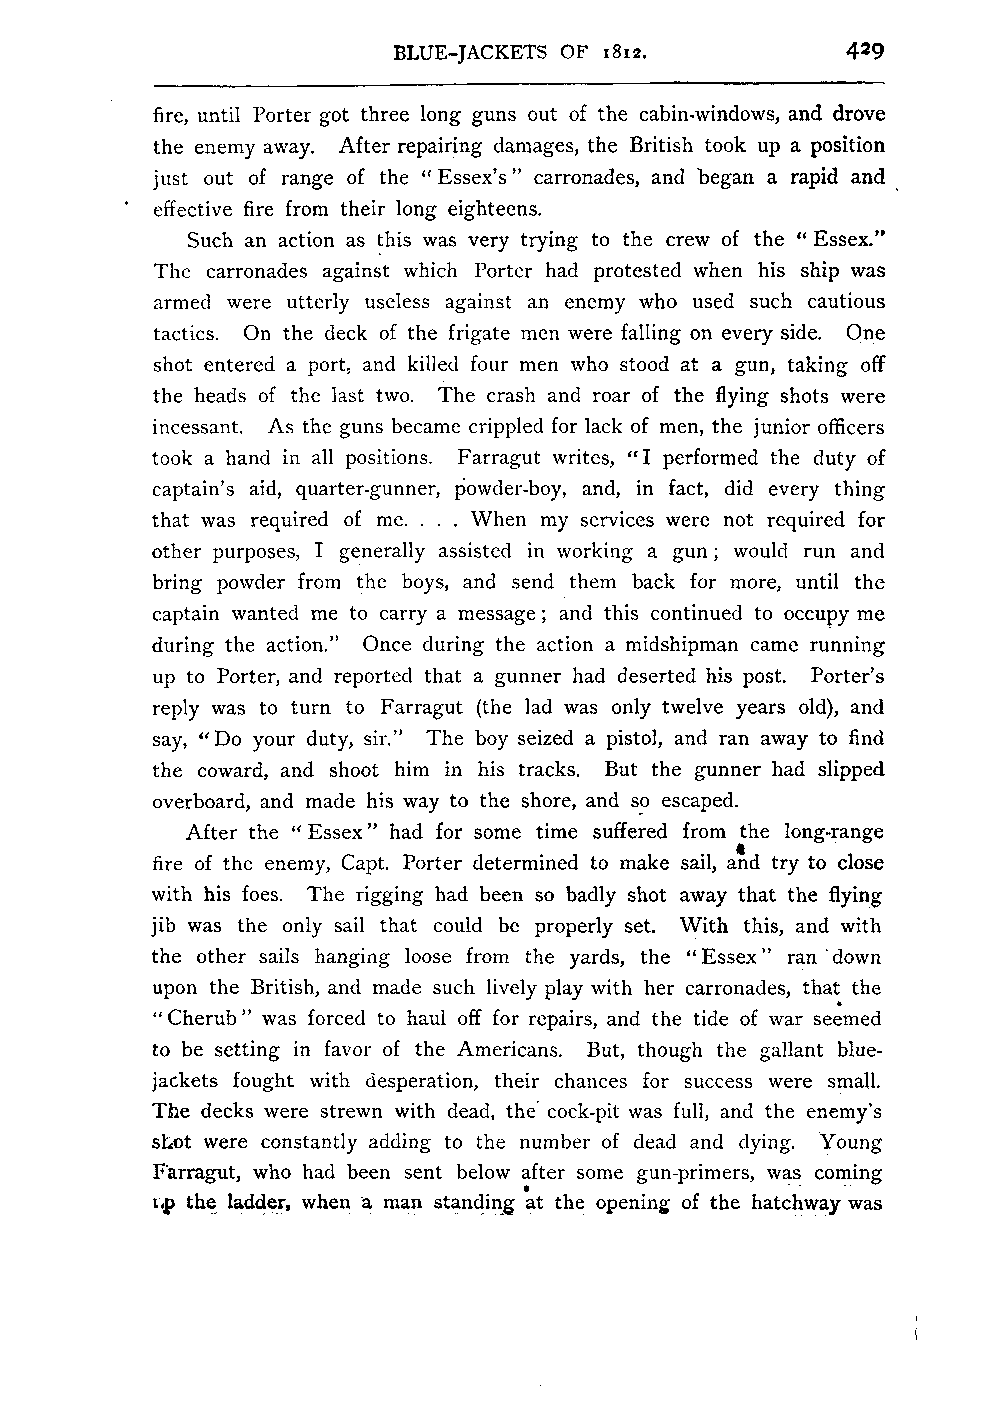 BLUE-JACKETS OF 1812. 429
fire, until Porter got three long guns out of the cabin-windows, and drove
the enemy away. After repairing damages, the British took up a position
just out of range of the "Essex's" carronades, and began a rapid and
effective fire from their long eighteens.
Such an action as this was very trying to the crew of the "Essex."
The carronades against which Porter had protested when his ship was
armed were utterly useless against an enemy who used such cautious
tactics. On the deck of the frigate men were falling on every side. One
shot entered a port, and killed four men who stood at a gun, taking off
the heads of the last two. The crash and roar of the flying shots were
incessant. As the guns became crippled for lack of men, the junior officers
took a hand in all positions. Farragut writes, "I performed the duty of
captain's aid, quarter-gunner, powder-boy, and, in fact, did every thing
that was required of me. . . . When my services were not required for
other purposes, I generally assisted in working a gun; would run and
bring powder from the boys, and send them back for more, until the
captain wanted me to carry a message; and this continued to occupy me
during the action." Once during the action a midshipman came running
up to Porter, and reported that a gunner had deserted his post. Porter's
reply was to turn to Farragut (the lad was only twelve years old), and
say, "Do your duty, sir." The boy seized a pistol, and ran away to find
the coward, and shoot him in his tracks. But the gunner had slipped
overboard, and made his way to the shore, and so escaped.
After the "Essex" had for some time suffered from the long-range
fire of the enemy, Capt. Porter determined to make sail, and try to close
with his foes. The rigging had been so badly shot away that the flying
jib was the only sail that could be properly set. With this, and with
the other sails hanging loose from the yards, the "Essex" ran down
upon the British, and made such lively play with her carronades, that the
"Cherub" was forced to haul off for repairs, and the tide of war seemed
to be setting in favor of the Americans. But, though the gallant blue-
jackets fought with desperation, their chances for success were small.
The decks were strewn with dead, the cock-pit was full, and the enemy's
shot were constantly adding to the number of dead and dying. Young
Farragut, who had been sent below after some gun-primers, was coming
up the ladder, when a man standing at the opening of the hatchway was